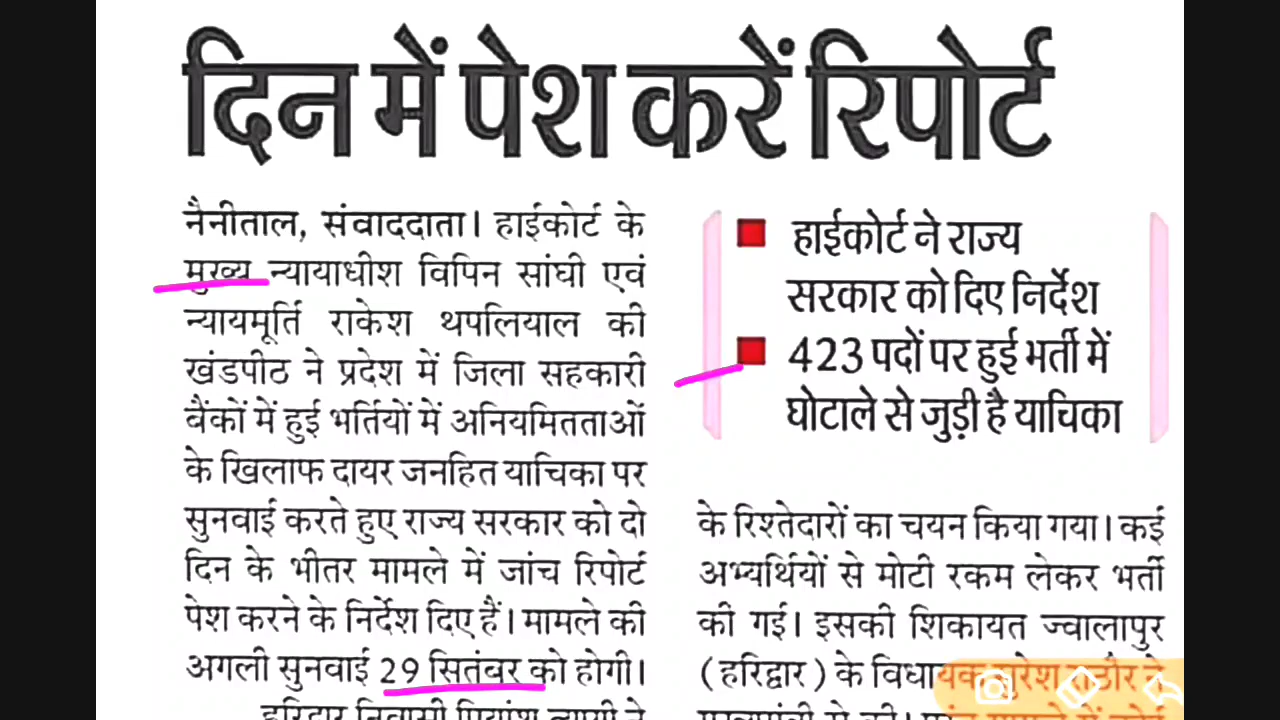 दिन में पेश करें रिपोर्ट
नैनीताल, संवाददाता। हाईकोर्ट के
मुख्य न्यायाधीश विपिन सांघी एवं
न्यायमूर्ति राकेश थपलियाल की
खंडपीठ ने प्रदेश में जिला सहकारी
बैंकों में हुई भर्तियों में अनियमितताओं
के खिलाफ दायर जनहित याचिका पर
सुनवाई करते हुए राज्य सरकार को दो
दिन के भीतर मामले में जांच रिपोर्ट
पेश करने के निर्देश दिए हैं। मामले की
अगली सुनवाई 29 सितंबर को होगी।
हरिद्वार निवासी प्रियांश त्यागी ने
हाईकोर्ट ने राज्य
सरकार को दिए निर्देश
423 पदों पर हुई भर्ती में
घोटाले से जुड़ी है याचिका
के रिश्तेदारों का चयन किया गया। कई
अभ्यर्थियों से मोटी रकम लेकर भर्ती
की गई। इसकी शिकायत ज्वालापुर
(हरिद्वार) के विधायक सुरेश राठौर ने